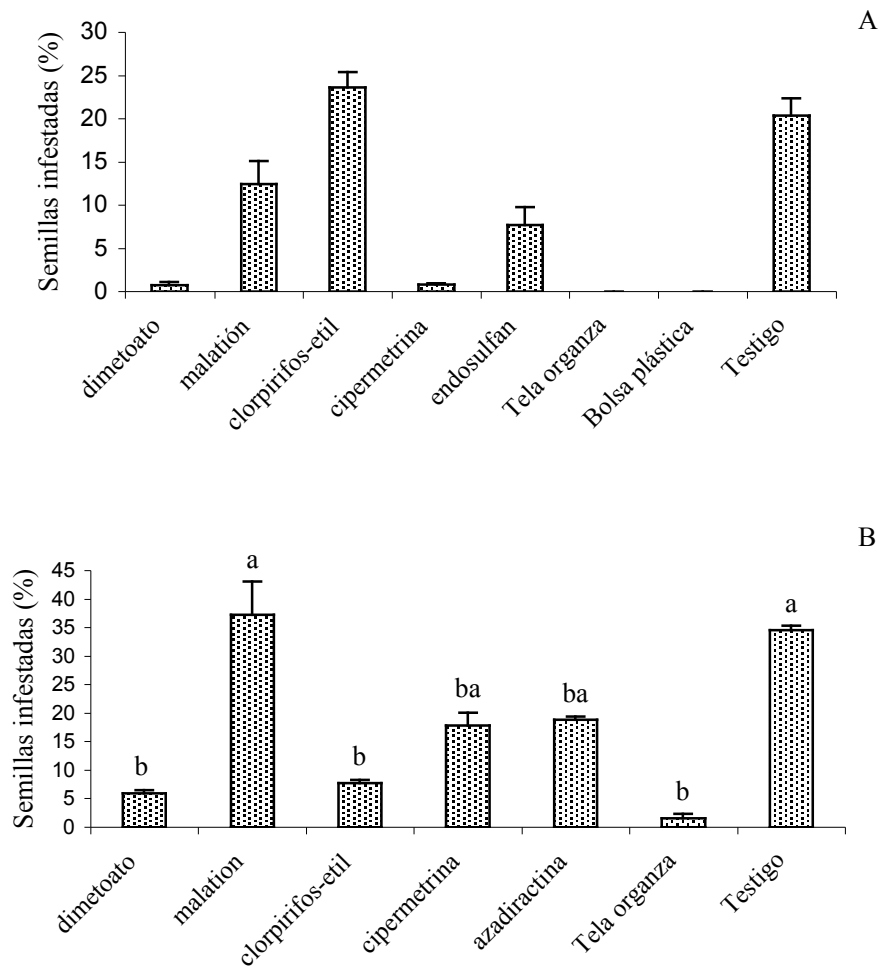 A
Semillas infestadas (%)
30
25
20
15
10
5
0
dimetoato
malatión
clorpirifos-etil
cipermetrina
endosulfan
Tela organza
Bolsa plástica
Testigo
B
Semillas infestadas (%)
45
40
35
30
25
20
15
10
5
0
b
a
b
ba
ba
b
a
dimetoato
malation
clorpirifos-etil
cipermetrina
azadiractina
Tela organza
Testigo